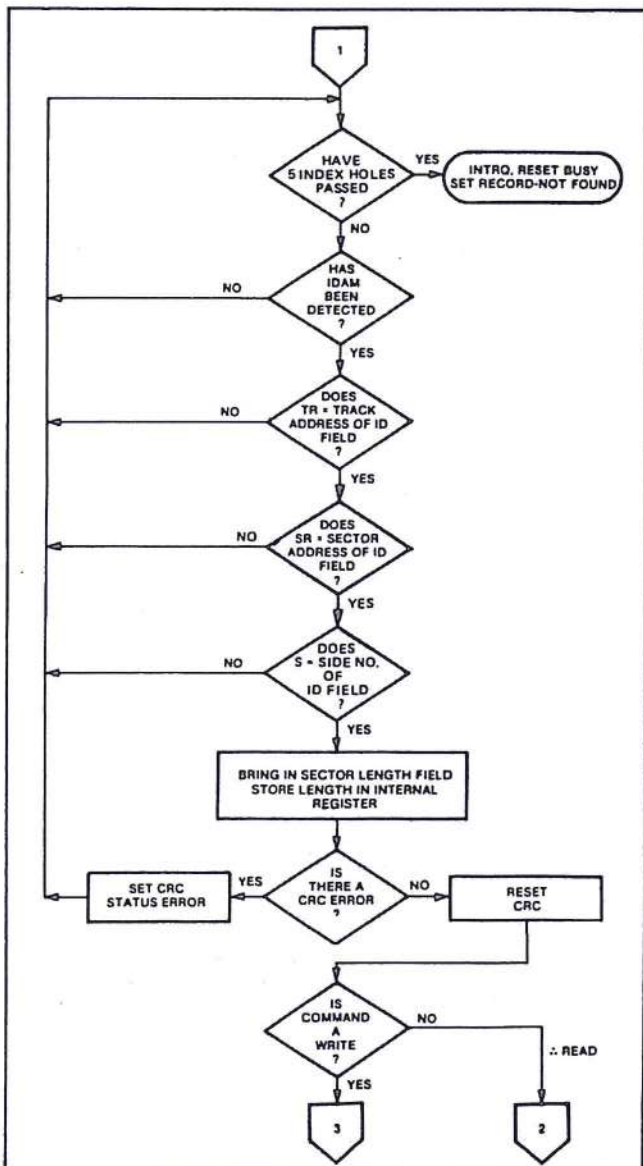 1
HAVE
5 INDEX HOLES
PASSED
?
YES
INTRQ, RESET BUSY
SET RECORD-NOT FOUND
NO
HAS
IDAM
BEEN
DETECTED
?
NO
YES
DOES
TR = TRACK
ADDRESS OF ID
FIELD
?
NO
YES
DOES
SR = SECTOR
ADDRESS OF ID
FIELD
?
NO
YES
DOES
S = SIDE NO.
OF
ID FIELD
?
NO
YES
BRING IN SECTOR LENGTH FIELD
STORE LENGTH IN INTERNAL
REGISTER
SET CRC
STATUS ERROR
YES
IS
THERE A
CRC ERROR
?
NO
RESET
CRC
IS
COMMAND
A
WRITE
?
NO
∴ READ
YES
3
2